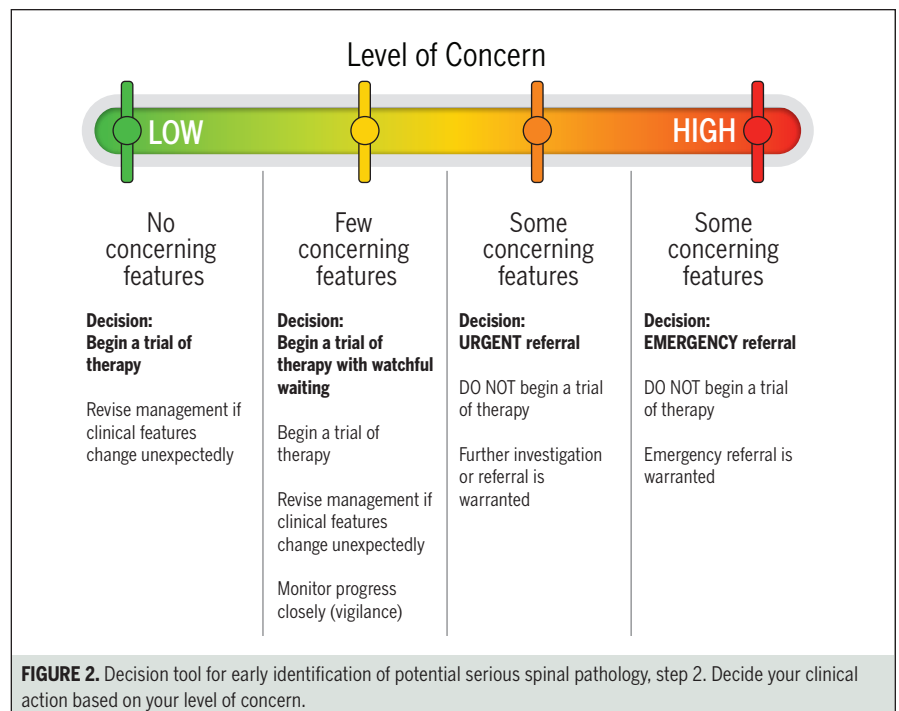 Level of Concern
LOW
HIGH
No
concerning
features
Decision:
Begin a trial of
therapy
Revise management if
clinical features
change unexpectedly
Few
concerning
features
Decision:
Begin a trial of
therapy with watchful
waiting
Begin a trial of
therapy
Revise management if
clinical features
change unexpectedly
Monitor progress
closely (vigilance)
Some
concerning
features
Decision:
URGENT referral
DO NOT begin a trial
of therapy
Further investigation
or referral is
warranted
Some
concerning
features
Decision:
EMERGENCY referral
DO NOT begin a trial
of therapy
Emergency referral is
warranted
FIGURE 2. Decision tool for early identification of potential serious spinal pathology, step 2. Decide your clinical
action based on your level of concern.